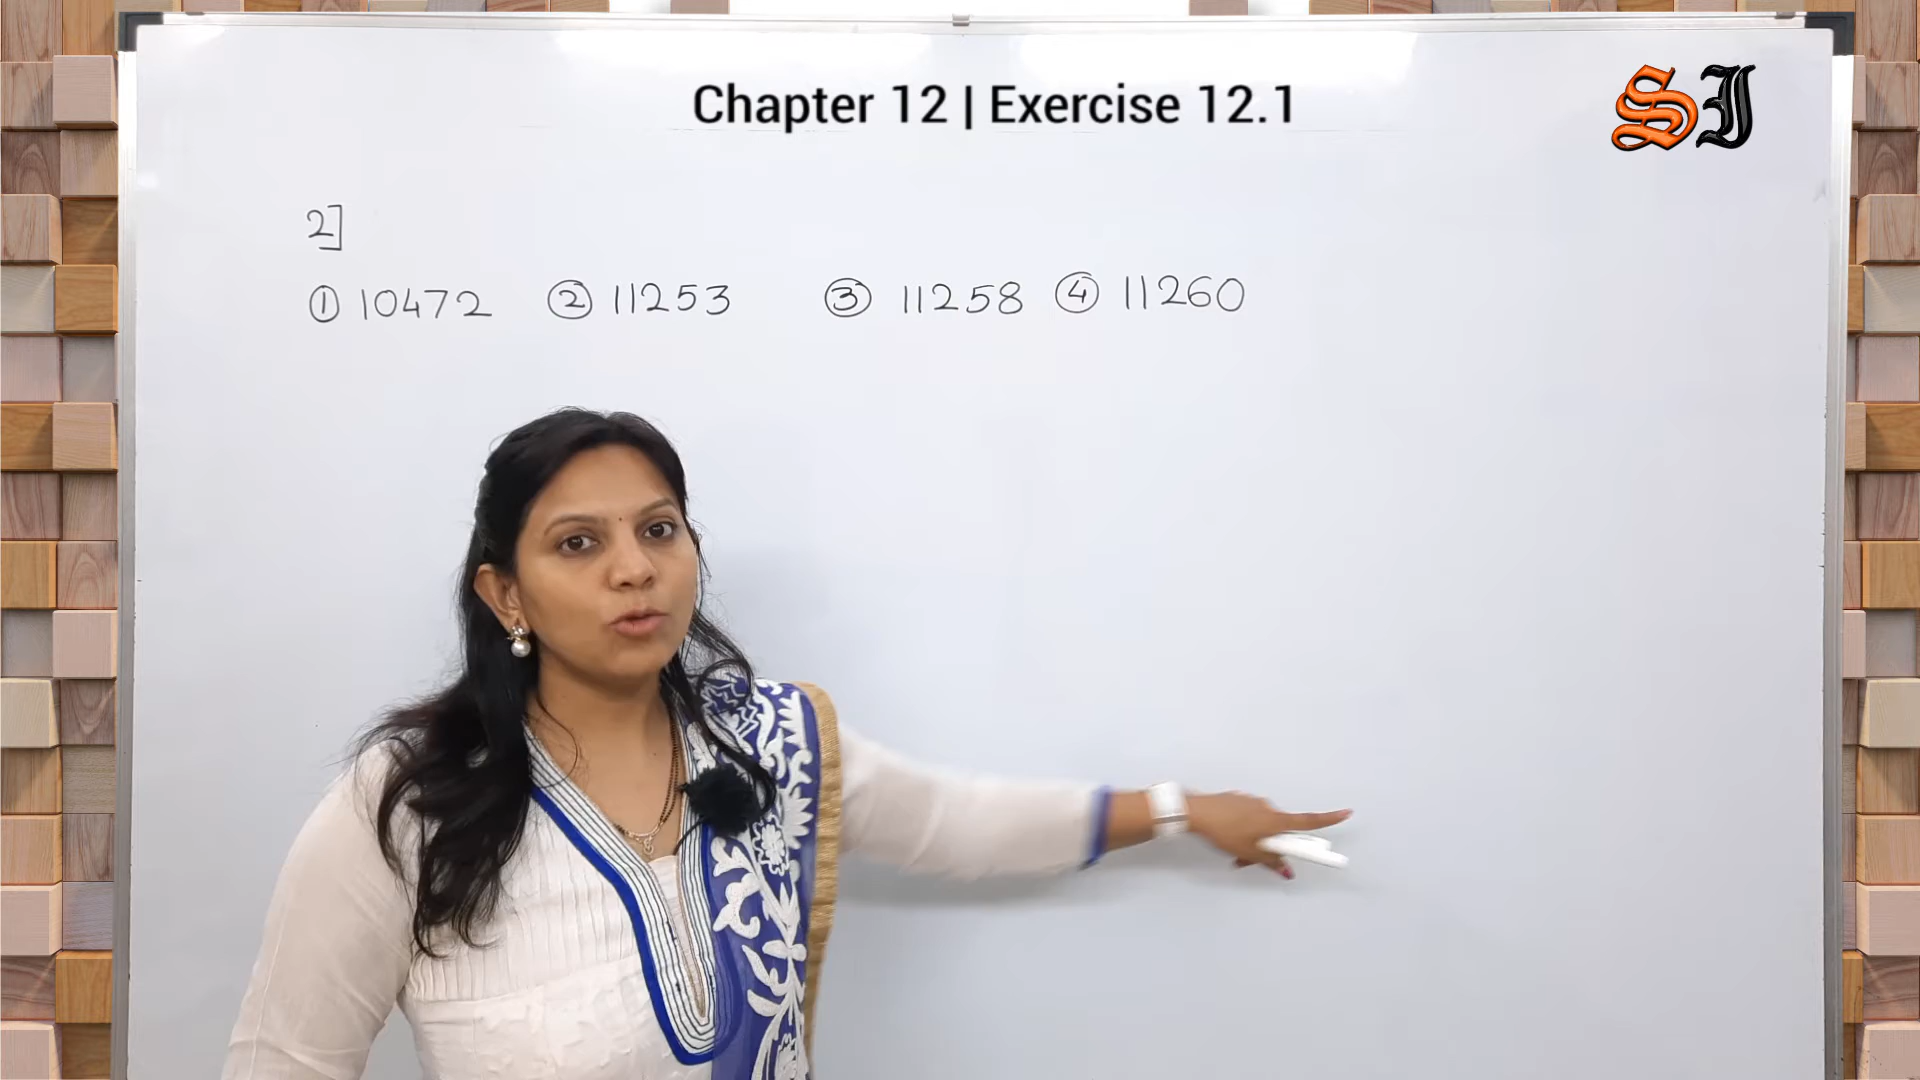 Chapter 12 | Exercise 12.1
SJ
2]
① 10472 ② 11253 ③ 11258 ④ 11260